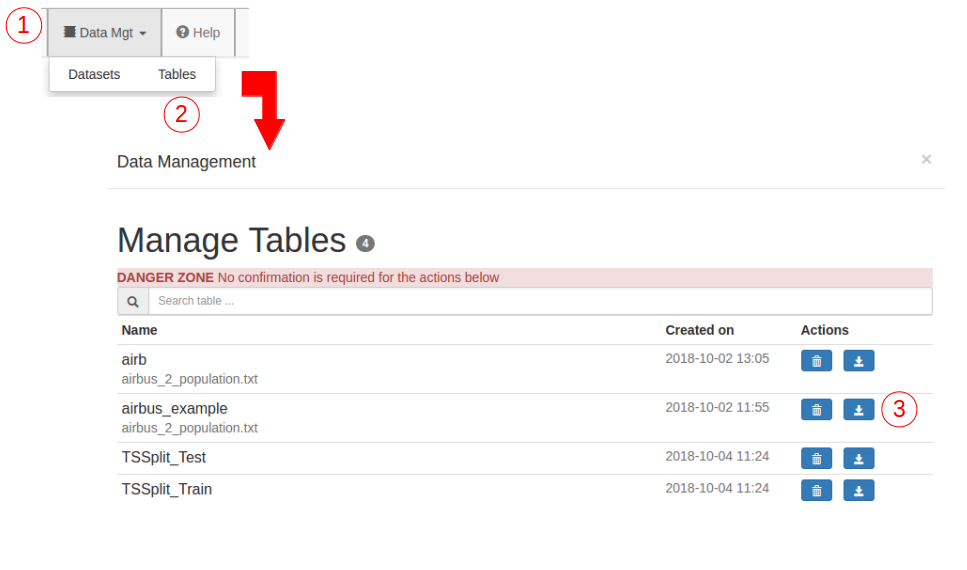 1
Data Mgt
Help
Datasets Tables
2
Data Management ×
Manage Tables 4
DANGER ZONE No confirmation is required for the actions below
Search table ...
Name Created on Actions
airb 2018-10-02 13:05
airbus_2_population.txt
airbus_example 2018-10-02 11:55 3
airbus_2_population.txt
TSSplit_Test 2018-10-04 11:24
TSSplit_Train 2018-10-04 11:24